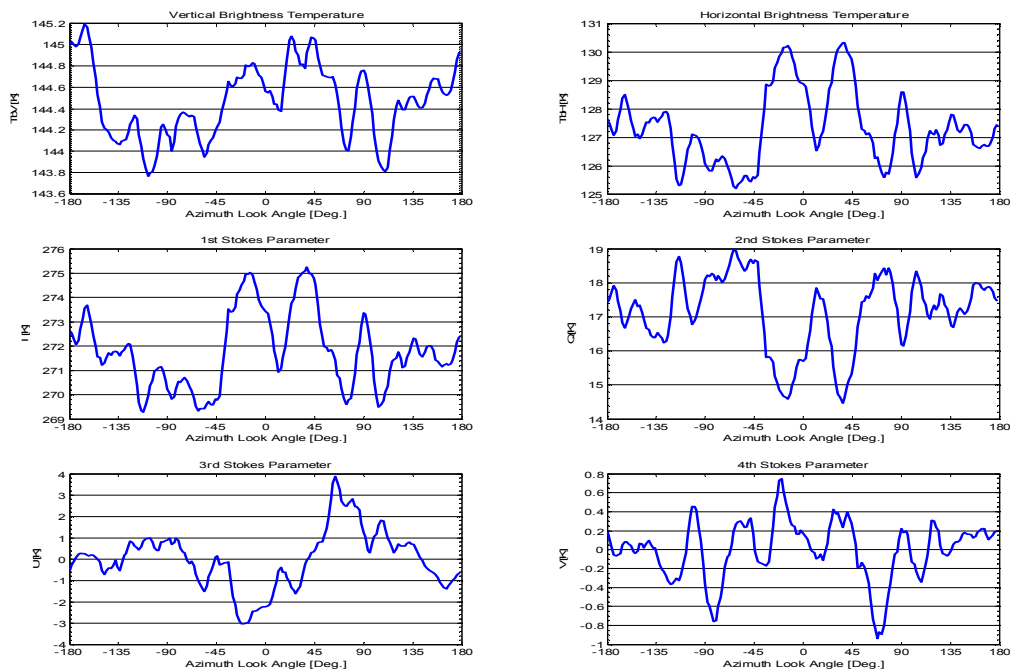 Vertical Brightness Temperature
145.2
145
144.8
144.6
144.4
144.2
144
143.8
143.6
TbV[K]
-180 -135 -90 -45 0 45 90 135 180
Azimuth Look Angle [Deg.]
Horizontal Brightness Temperature
131
130
129
128
127
126
125
TbH[K]
-180 -135 -90 -45 0 45 90 135 180
Azimuth Look Angle [Deg.]
1st Stokes Parameter
276
275
274
273
272
271
270
269
I [K]
-180 -135 -90 -45 0 45 90 135 180
Azimuth Look Angle [Deg.]
2nd Stokes Parameter
19
18
17
16
15
14
Q[K]
-180 -135 -90 -45 0 45 90 135 180
Azimuth Look Angle [Deg.]
3rd Stokes Parameter
4
3
2
1
0
-1
-2
-3
-4
U[K]
-180 -135 -90 -45 0 45 90 135 180
Azimuth Look Angle [Deg.]
4th Stokes Parameter
0.8
0.6
0.4
0.2
0
-0.2
-0.4
-0.6
-0.8
-1
V[K]
-180 -135 -90 -45 0 45 90 135 180
Azimuth Look Angle [Deg.]